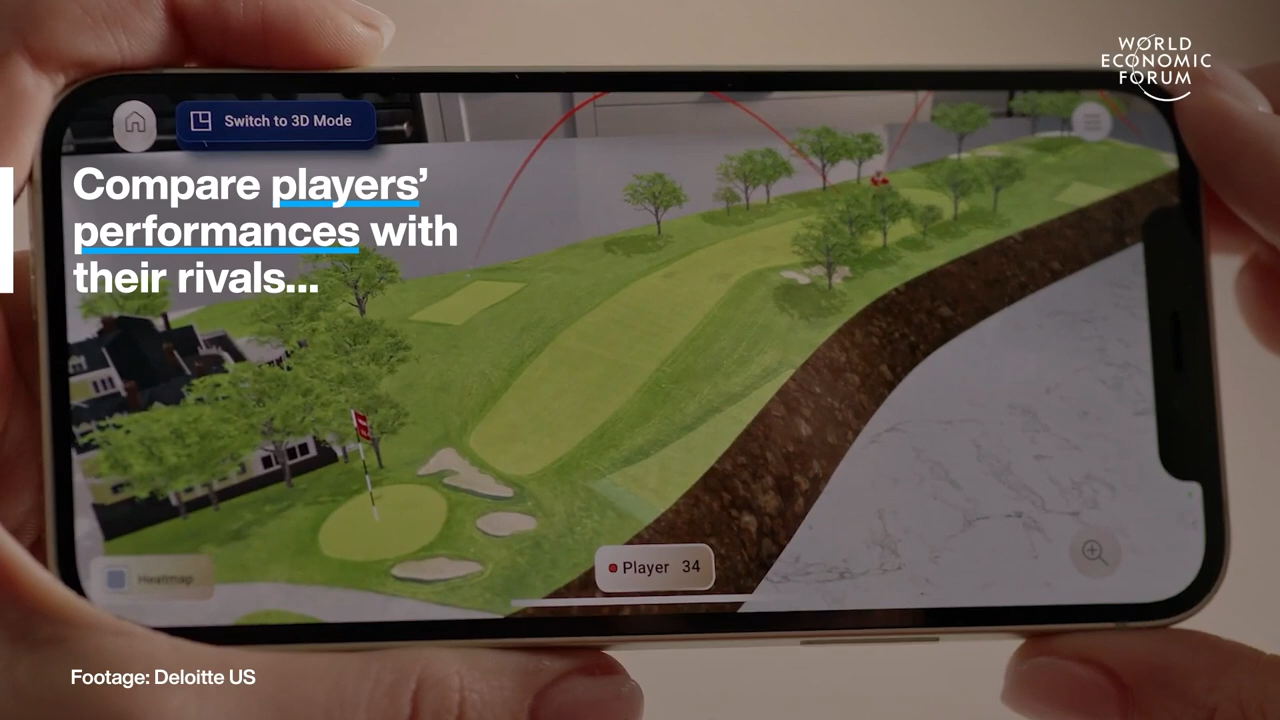 WORLD
ECONOMIC
FORUM
Switch to 3D Mode
Compare players’
performances with
their rivals...
Heatmap
Player 34
Footage: Deloitte US